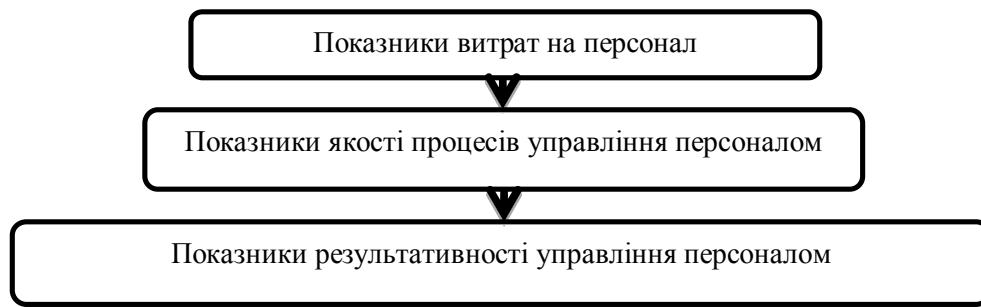 Показники витрат на персонал
Показники якості процесів управління персоналом
Показники результативності управління персоналом